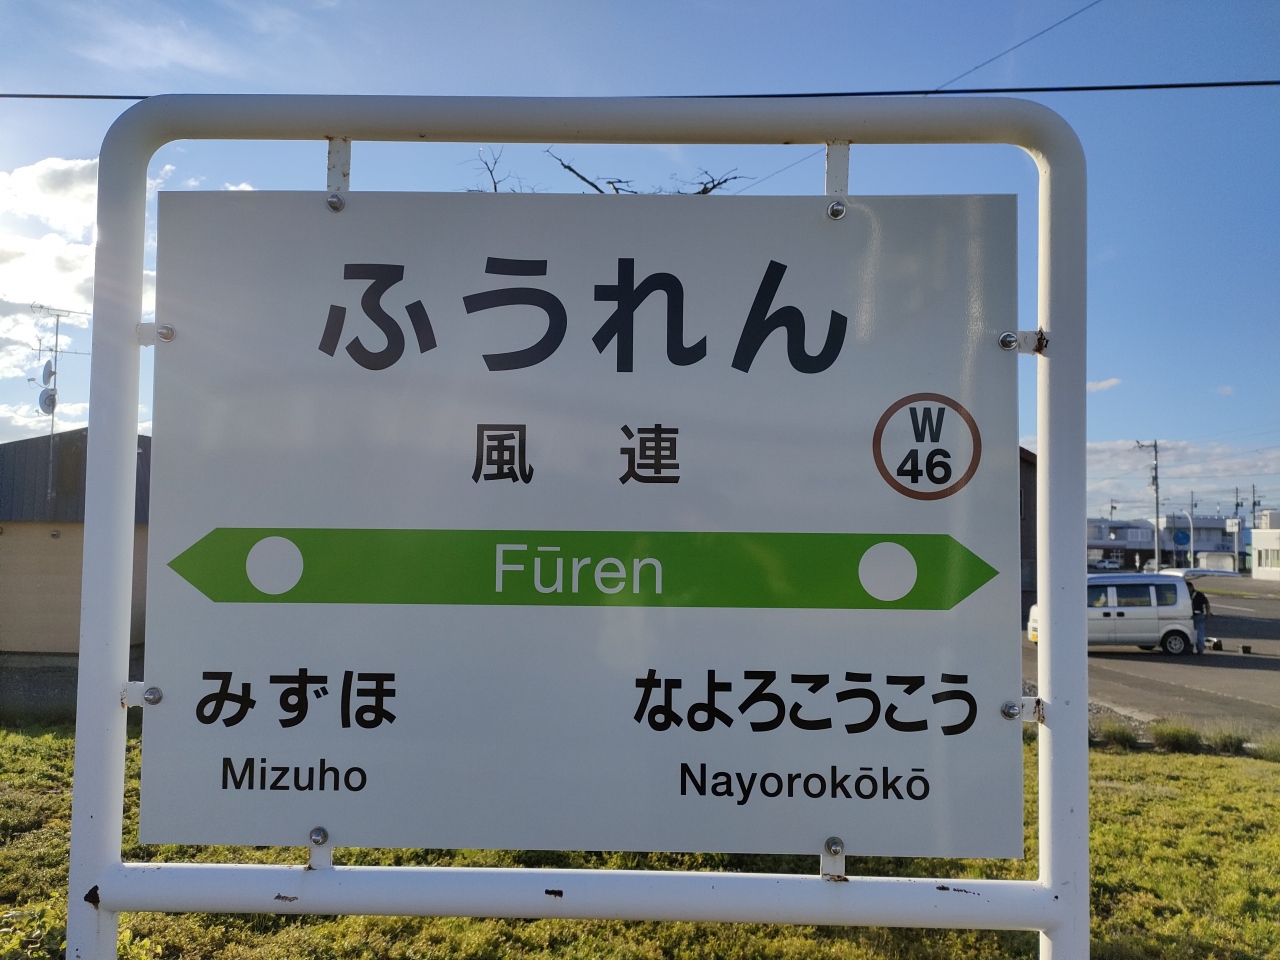 ふうれん
風 連
W
46
Fūren
みずほ なよろこうこう
Mizuho Nayorokōkō